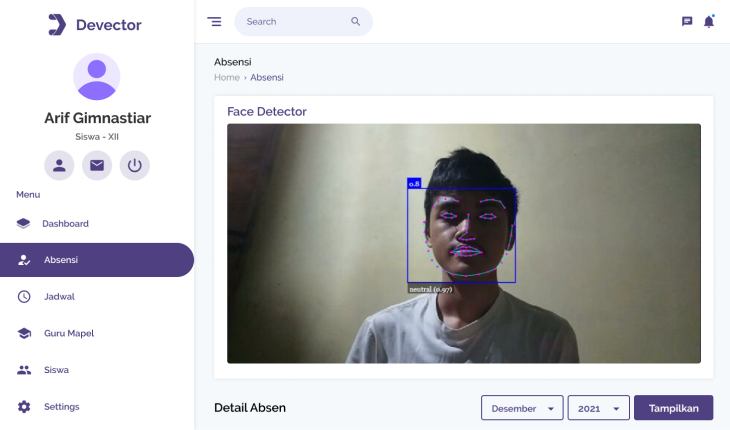 Devector
Search
Arif Gimnastiar
Siswa - XII
Menu
Dashboard
Absensi
Jadwal
Guru Mapel
Siswa
Settings
Absensi
Home › Absensi
Face Detector
0.8
neutral (0.97)
Detail Absen
Desember
2021
Tampilkan